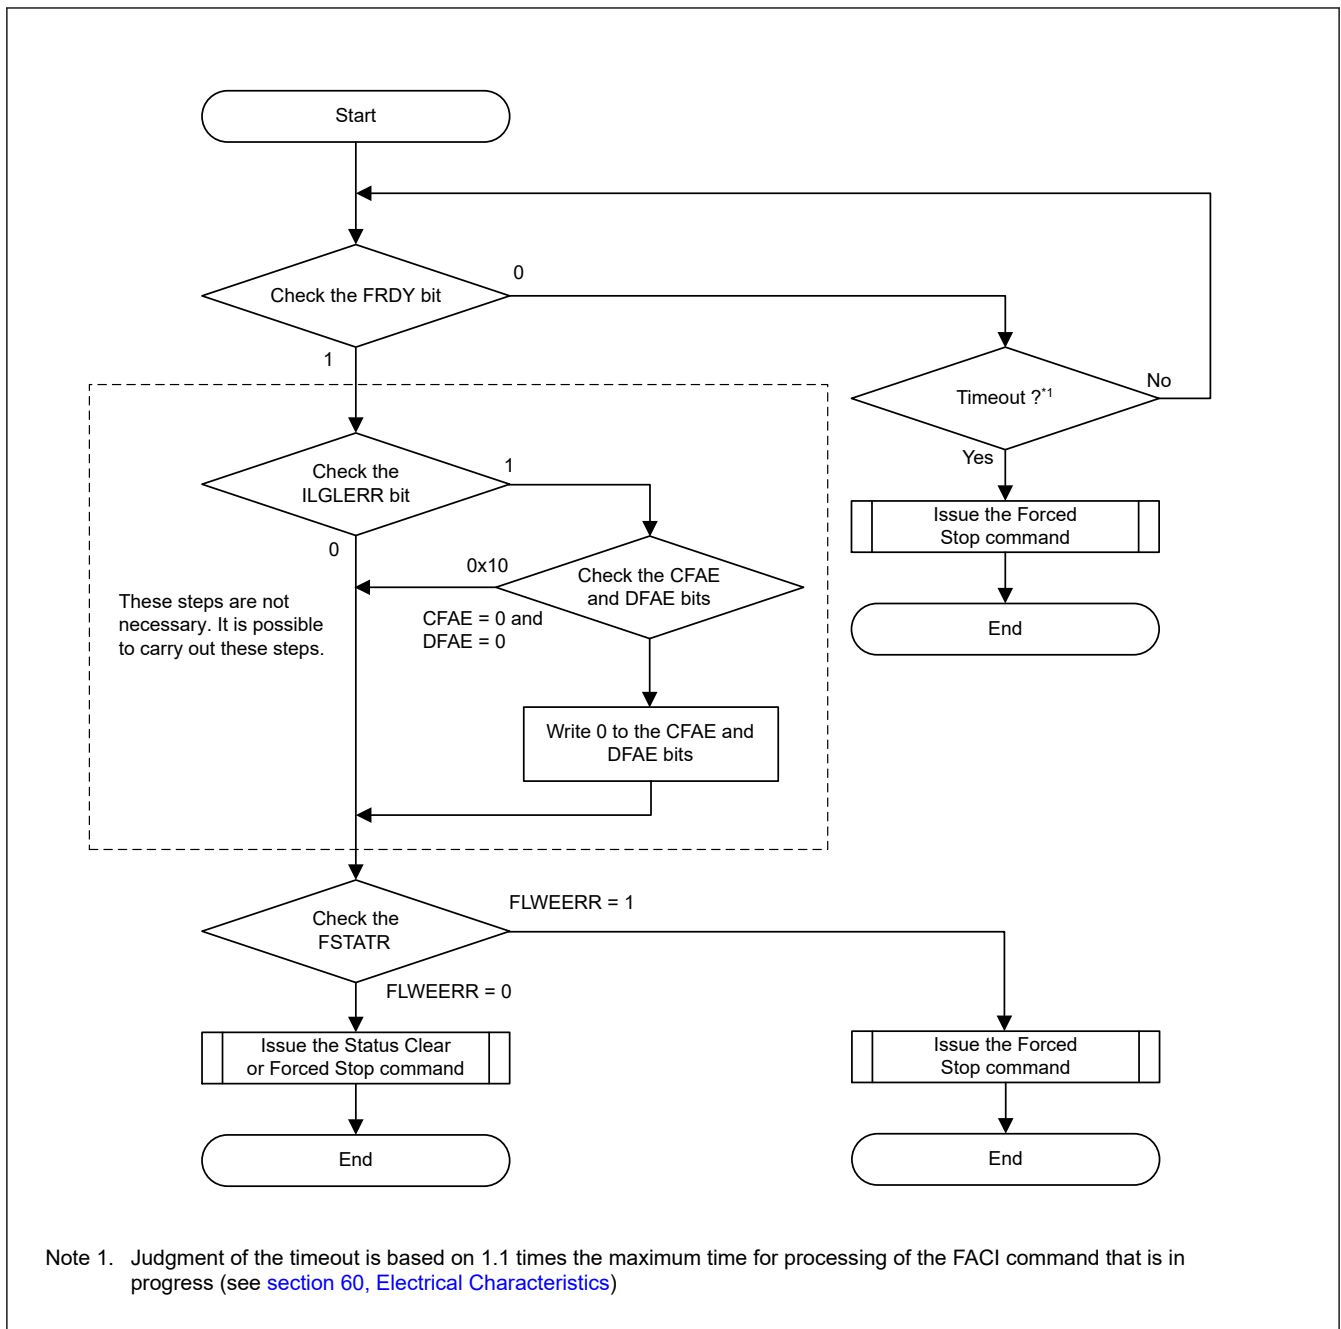 Start
Check the FRDY bit
0
1
Timeout ?*1
No
Yes
Issue the Forced
Stop command
End
Check the
ILGLERR bit
1
0
Check the CFAE
and DFAE bits
0x10
CFAE = 0 and
DFAE = 0
These steps are not
necessary. It is possible
to carry out these steps.
Write 0 to the CFAE and
DFAE bits
Check the
FSTATR
FLWEERR = 1
FLWEERR = 0
Issue the Status Clear
or Forced Stop command
End
Issue the Forced
Stop command
End
Note 1. Judgment of the timeout is based on 1.1 times the maximum time for processing of the FACI command that is in
progress (see section 60, Electrical Characteristics)